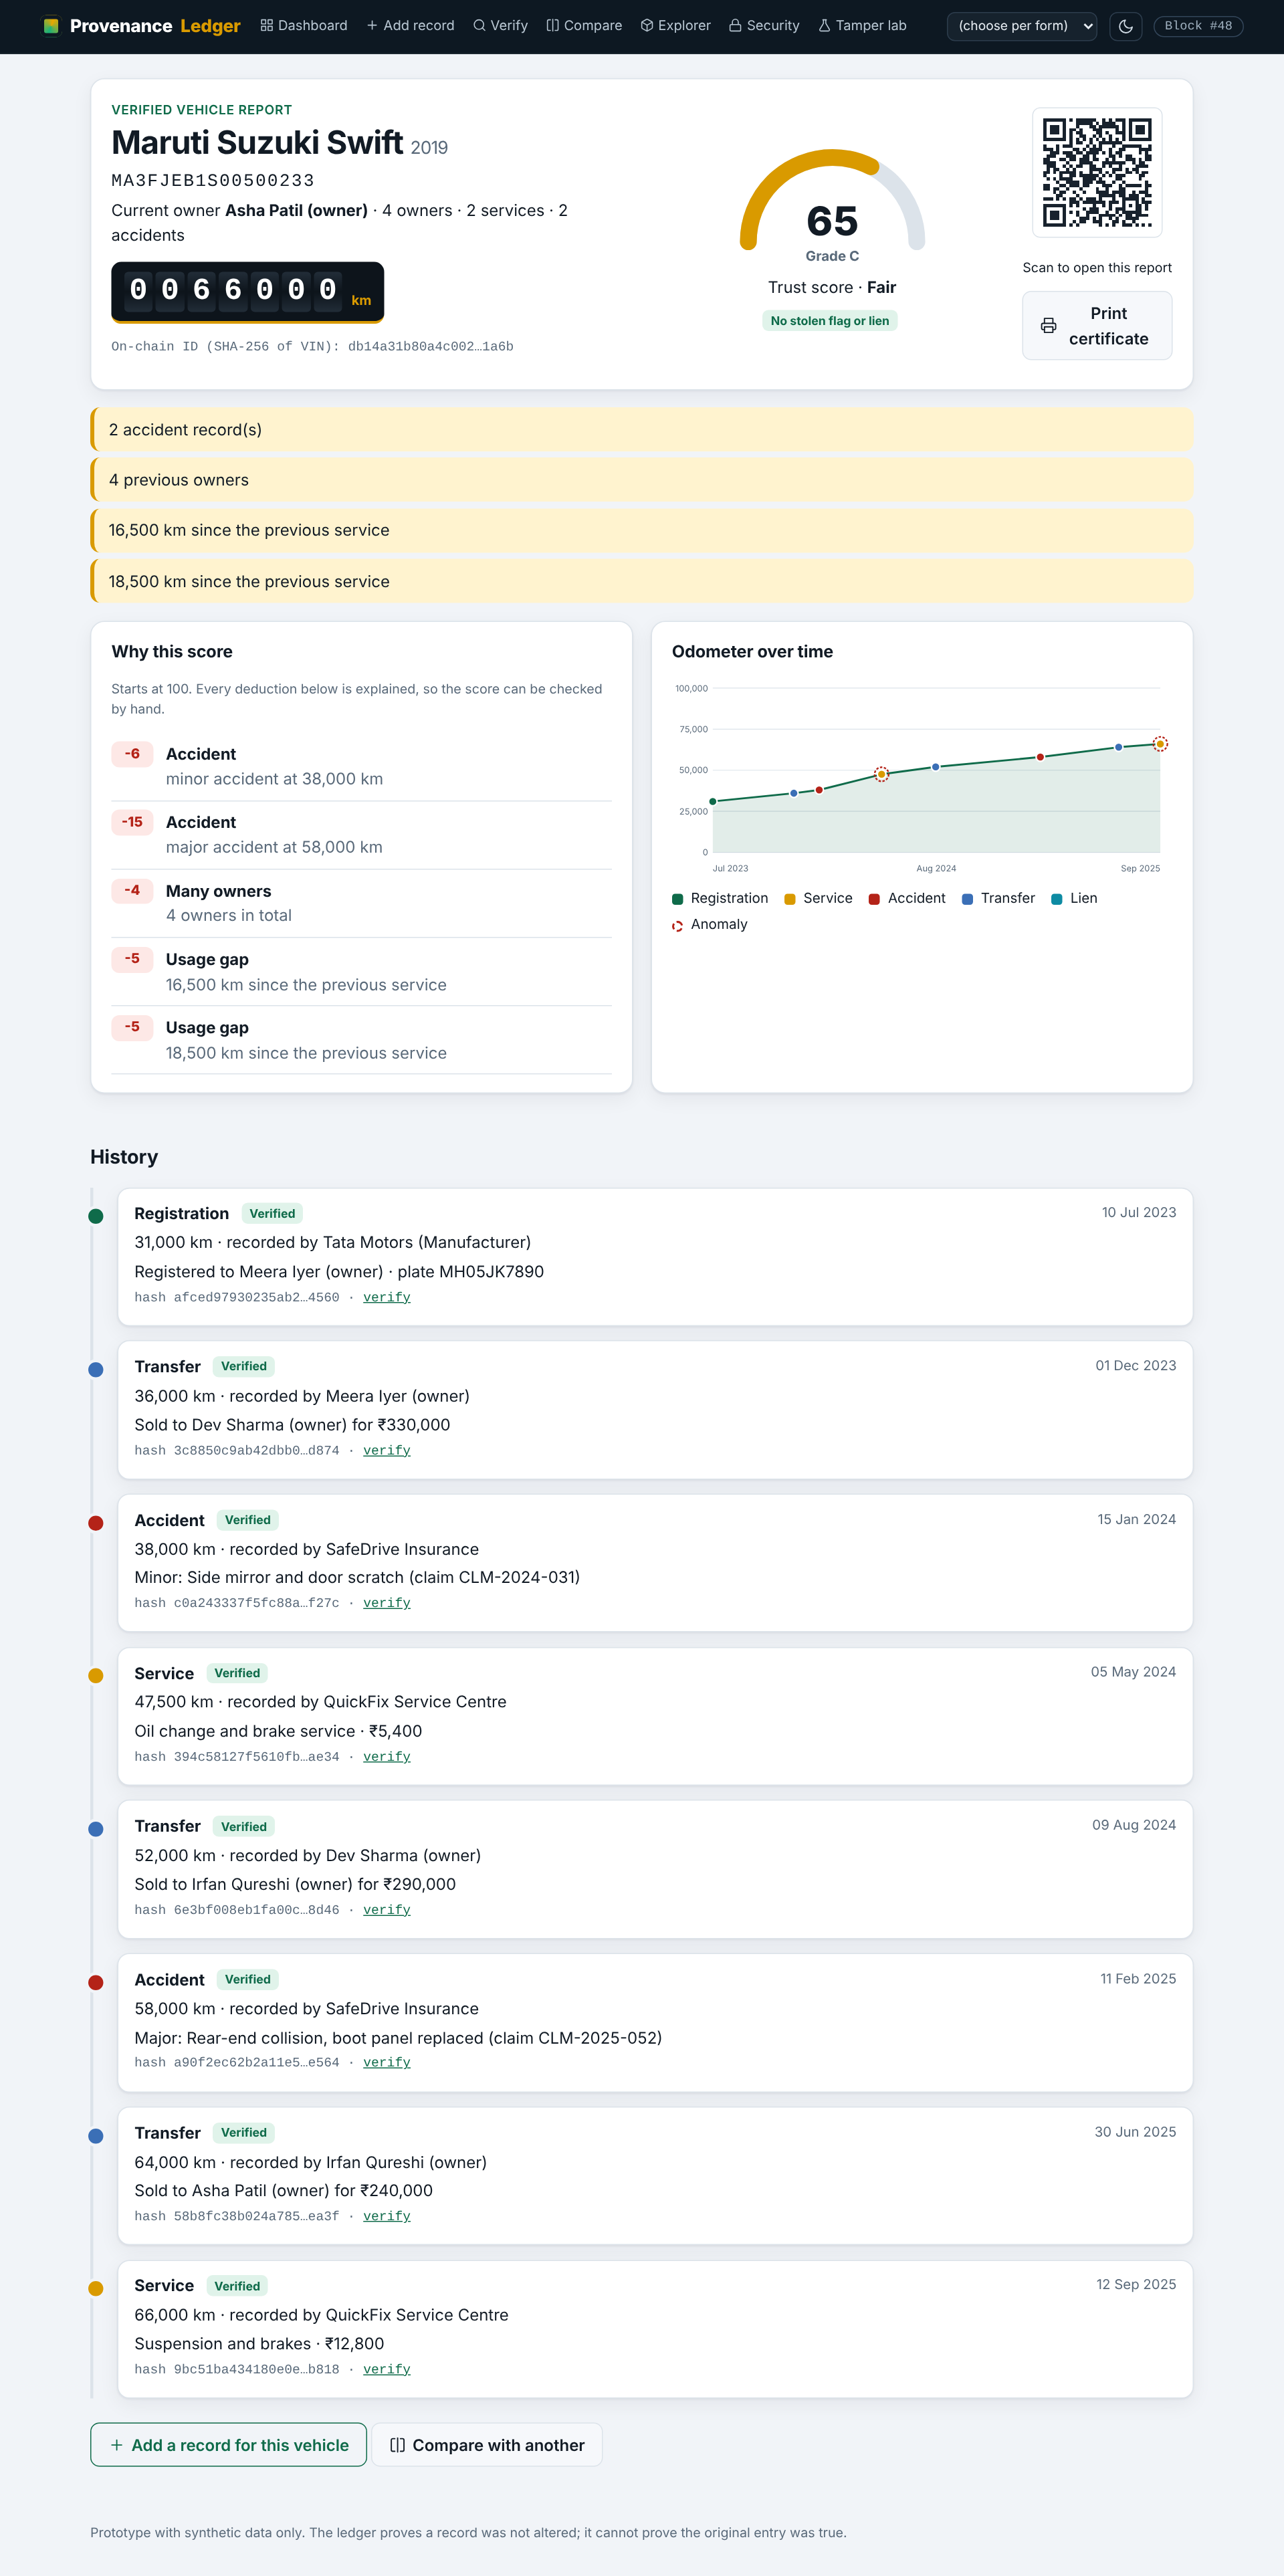 Provenance Ledger
Dashboard
Add record
Verify
Compare
Explorer
Security
Tamper lab
(choose per form)
Block #48
VERIFIED VEHICLE REPORT
Maruti Suzuki Swift 2019
MA3FJEB1S00500233
Current owner Asha Patil (owner) · 4 owners · 2 services · 2
accidents
0066000 km
On-chain ID (SHA-256 of VIN): db14a31b80a4c002…1a6b
65
Grade C
Trust score · Fair
No stolen flag or lien
Scan to open this report
Print
certificate
2 accident record(s)
4 previous owners
16,500 km since the previous service
18,500 km since the previous service
Why this score
Starts at 100. Every deduction below is explained, so the score can be checked
by hand.
-6 Accident
minor accident at 38,000 km
-15 Accident
major accident at 58,000 km
-4 Many owners
4 owners in total
-5 Usage gap
16,500 km since the previous service
-5 Usage gap
18,500 km since the previous service
Odometer over time
100,000
75,000
50,000
25,000
0
Jul 2023 Aug 2024 Sep 2025
Registration Service Accident Transfer Lien
Anomaly
History
Registration Verified 10 Jul 2023
31,000 km · recorded by Tata Motors (Manufacturer)
Registered to Meera Iyer (owner) · plate MH05JK7890
hash afced97930235ab2…4560 · verify
Transfer Verified 01 Dec 2023
36,000 km · recorded by Meera Iyer (owner)
Sold to Dev Sharma (owner) for ₹330,000
hash 3c8850c9ab42dbb0…d874 · verify
Accident Verified 15 Jan 2024
38,000 km · recorded by SafeDrive Insurance
Minor: Side mirror and door scratch (claim CLM-2024-031)
hash c0a243337f5fc88a…f27c · verify
Service Verified 05 May 2024
47,500 km · recorded by QuickFix Service Centre
Oil change and brake service · ₹5,400
hash 394c58127f5610fb…ae34 · verify
Transfer Verified 09 Aug 2024
52,000 km · recorded by Dev Sharma (owner)
Sold to Irfan Qureshi (owner) for ₹290,000
hash 6e3bf008eb1fa00c…8d46 · verify
Accident Verified 11 Feb 2025
58,000 km · recorded by SafeDrive Insurance
Major: Rear-end collision, boot panel replaced (claim CLM-2025-052)
hash a90f2ec62b2a11e5…e564 · verify
Transfer Verified 30 Jun 2025
64,000 km · recorded by Irfan Qureshi (owner)
Sold to Asha Patil (owner) for ₹240,000
hash 58b8fc38b024a785…ea3f · verify
Service Verified 12 Sep 2025
66,000 km · recorded by QuickFix Service Centre
Suspension and brakes · ₹12,800
hash 9bc51ba434180e0e…b818 · verify
Add a record for this vehicle
Compare with another
Prototype with synthetic data only. The ledger proves a record was not altered; it cannot prove the original entry was true.